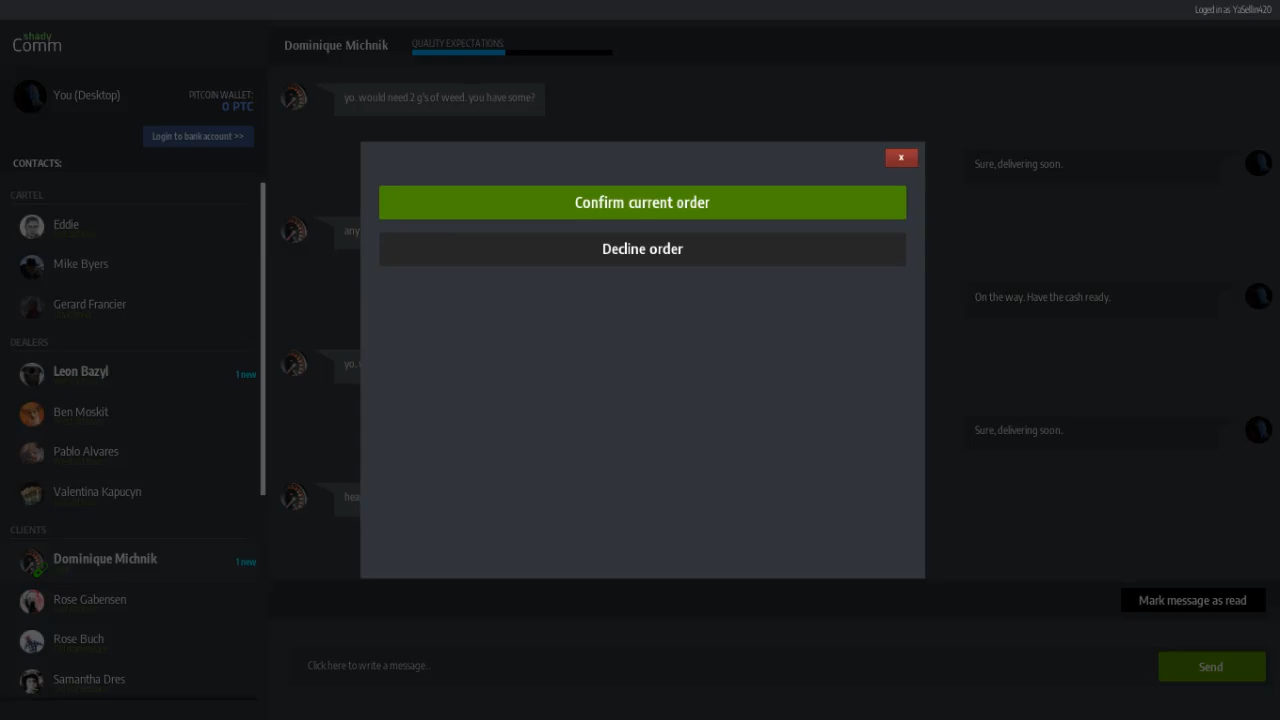 Loged in as YaSellin420
shady
Comm
Dominique Michnik
QUALITY EXPECTATIONS:
You (Desktop)
PITCOIN WALLET:
0 PTC
Login to bank account >>
yo. would need 2 g's of weed. you have some?
CONTACTS:
x
Sure, delivering soon.
CARTEL
Confirm current order
Eddie
any
Decline order
Mike Byers
On the way. Have the cash ready.
Gerard Francier
DEALERS
Leon Bazyl
1 new
yo.
Ben Moskit
Sure, delivering soon.
Pablo Alvares
Valentina Kapucyn
hea
CLIENTS
Dominique Michnik
1 new
Rose Gabensen
Mark message as read
Rose Buch
Click here to write a message...
Send
Samantha Dres